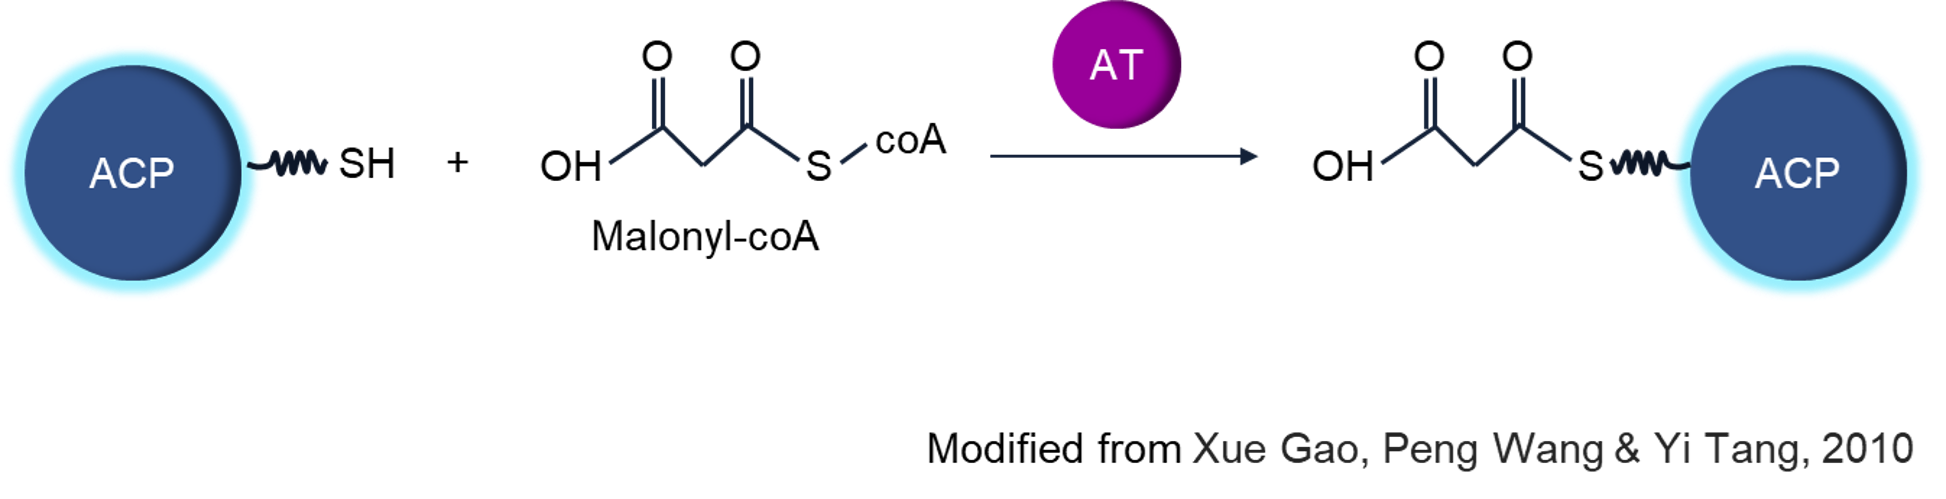 O O AT O O
ACP SH + OH S coA OH S ACP
Malonyl-coA
Modified from Xue Gao, Peng Wang & Yi Tang, 2010